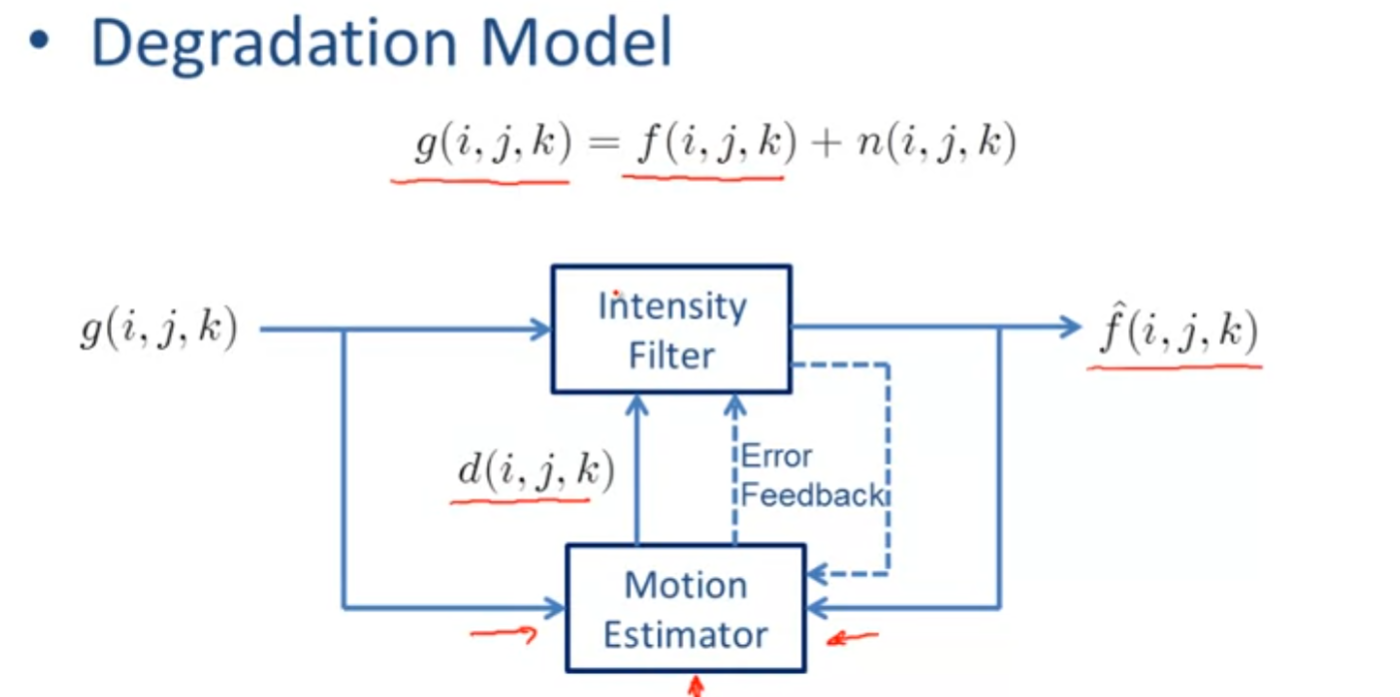 • Degradation Model
g(i, j, k) = f(i, j, k) + n(i, j, k)
g(i, j, k)
Intensity
Filter
f̂(i, j, k)
d(i, j, k)
Error
Feedback
Motion
Estimator